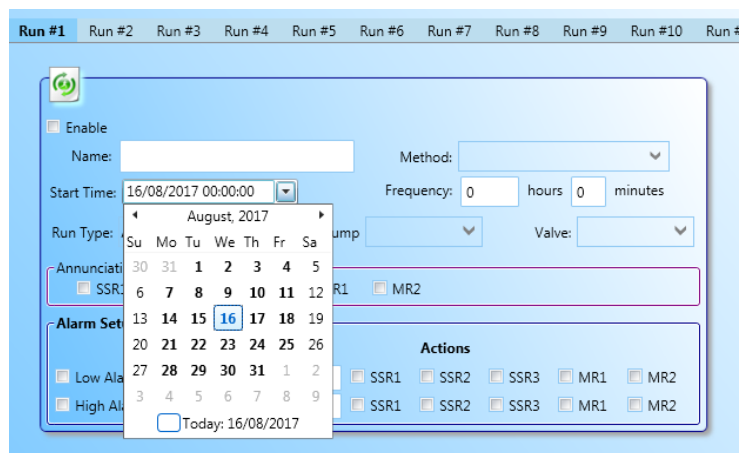 Run #1 Run #2 Run #3 Run #4 Run #5 Run #6 Run #7 Run #8 Run #9 Run #10 Run
Enable
Name: Method:
Start Time: 16/08/2017 00:00:00 Frequency: 0 hours 0 minutes
August, 2017
Run Type: Valve:
Su Mo Tu We Th Fr Sa
30 31 1 2 3 4 5
Annunciati
SSR1 R1 MR2
6 7 8 9 10 11 12
Alarm Set
13 14 15 16 17 18 19
20 21 22 23 24 25 26
Actions
27 28 29 30 31 1 2
Low Ala SSR1 SSR2 SSR3 MR1 MR2
3 4 5 6 7 8 9
High Al SSR1 SSR2 SSR3 MR1 MR2
Today: 16/08/2017